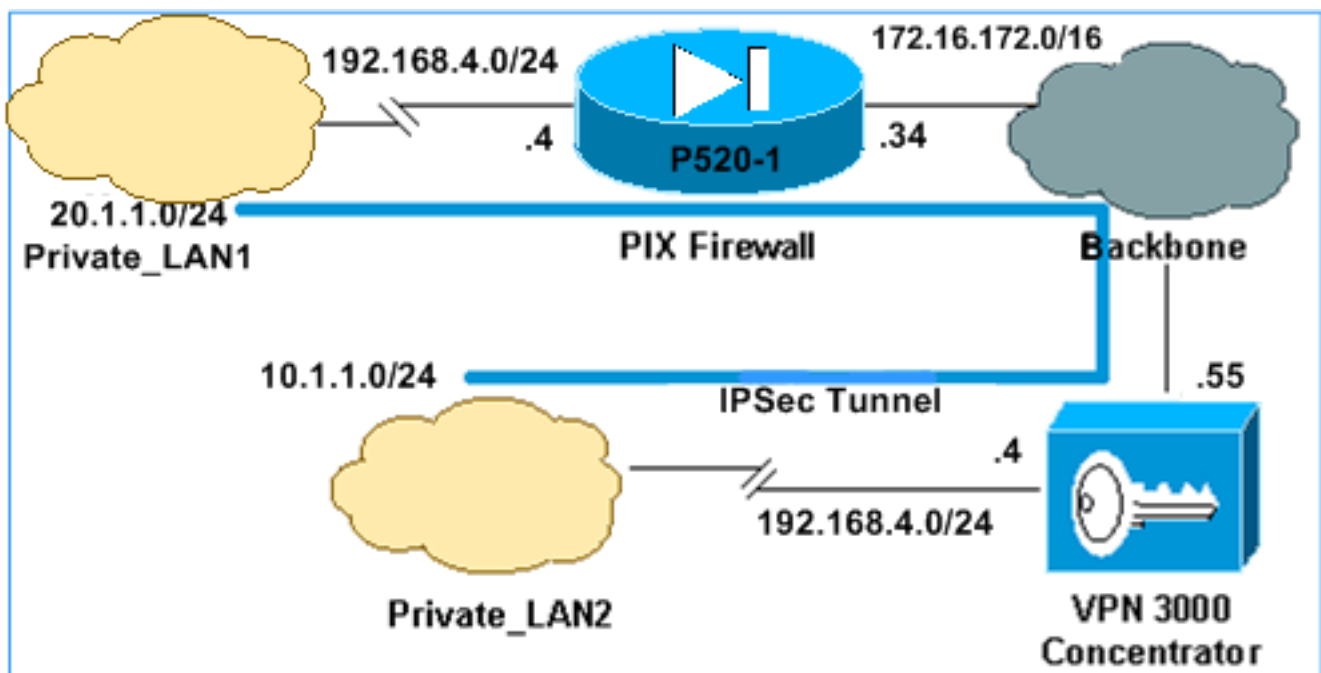 192.168.4.0/24
172.16.172.0/16
.4
.34
P520-1
20.1.1.0/24
Private_LAN1
PIX Firewall
Backbone
10.1.1.0/24
IPSec Tunnel
.55
.4
192.168.4.0/24
Private_LAN2
VPN 3000
Concentrator